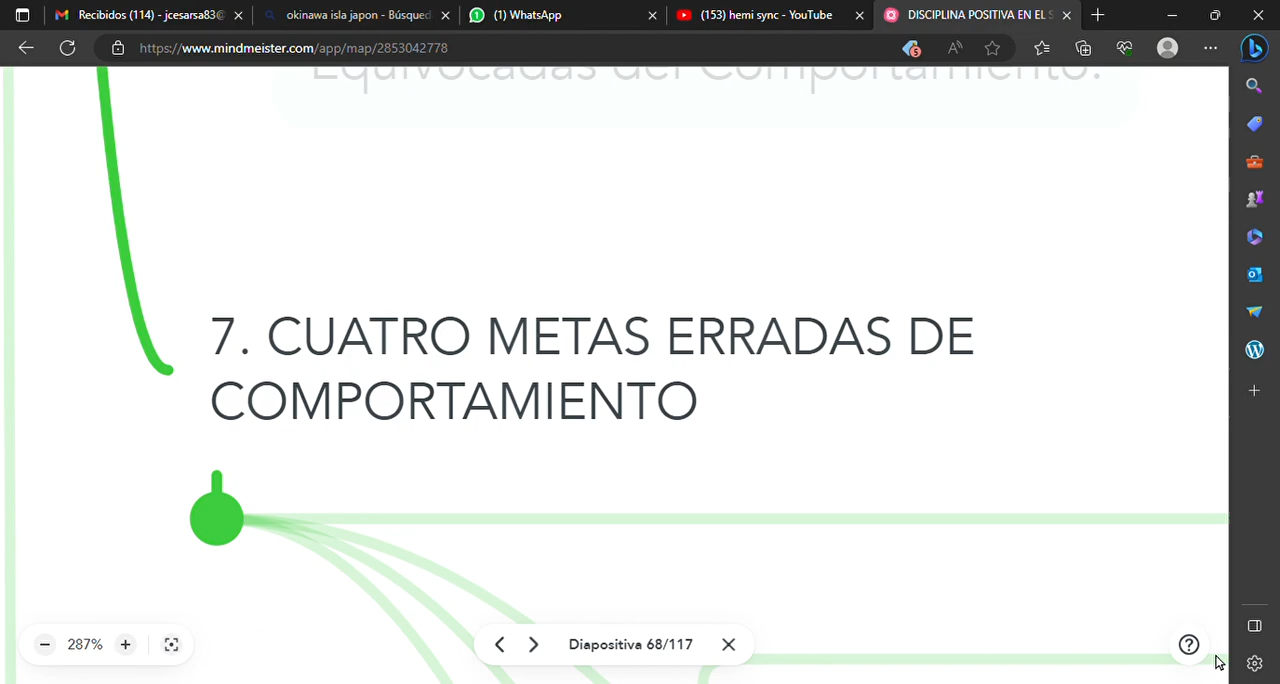 Recibidos (114) - jcesarsa83@
okinawa isla japon - Búsqued
(1) WhatsApp
(153) hemi sync - YouTube
DISCIPLINA POSITIVA EN EL S
https://www.mindmeister.com/app/map/2853042778
5
Equivocadas del Comportamiento.
7. CUATRO METAS ERRADAS DE
COMPORTAMIENTO
287%
Diapositiva 68/117